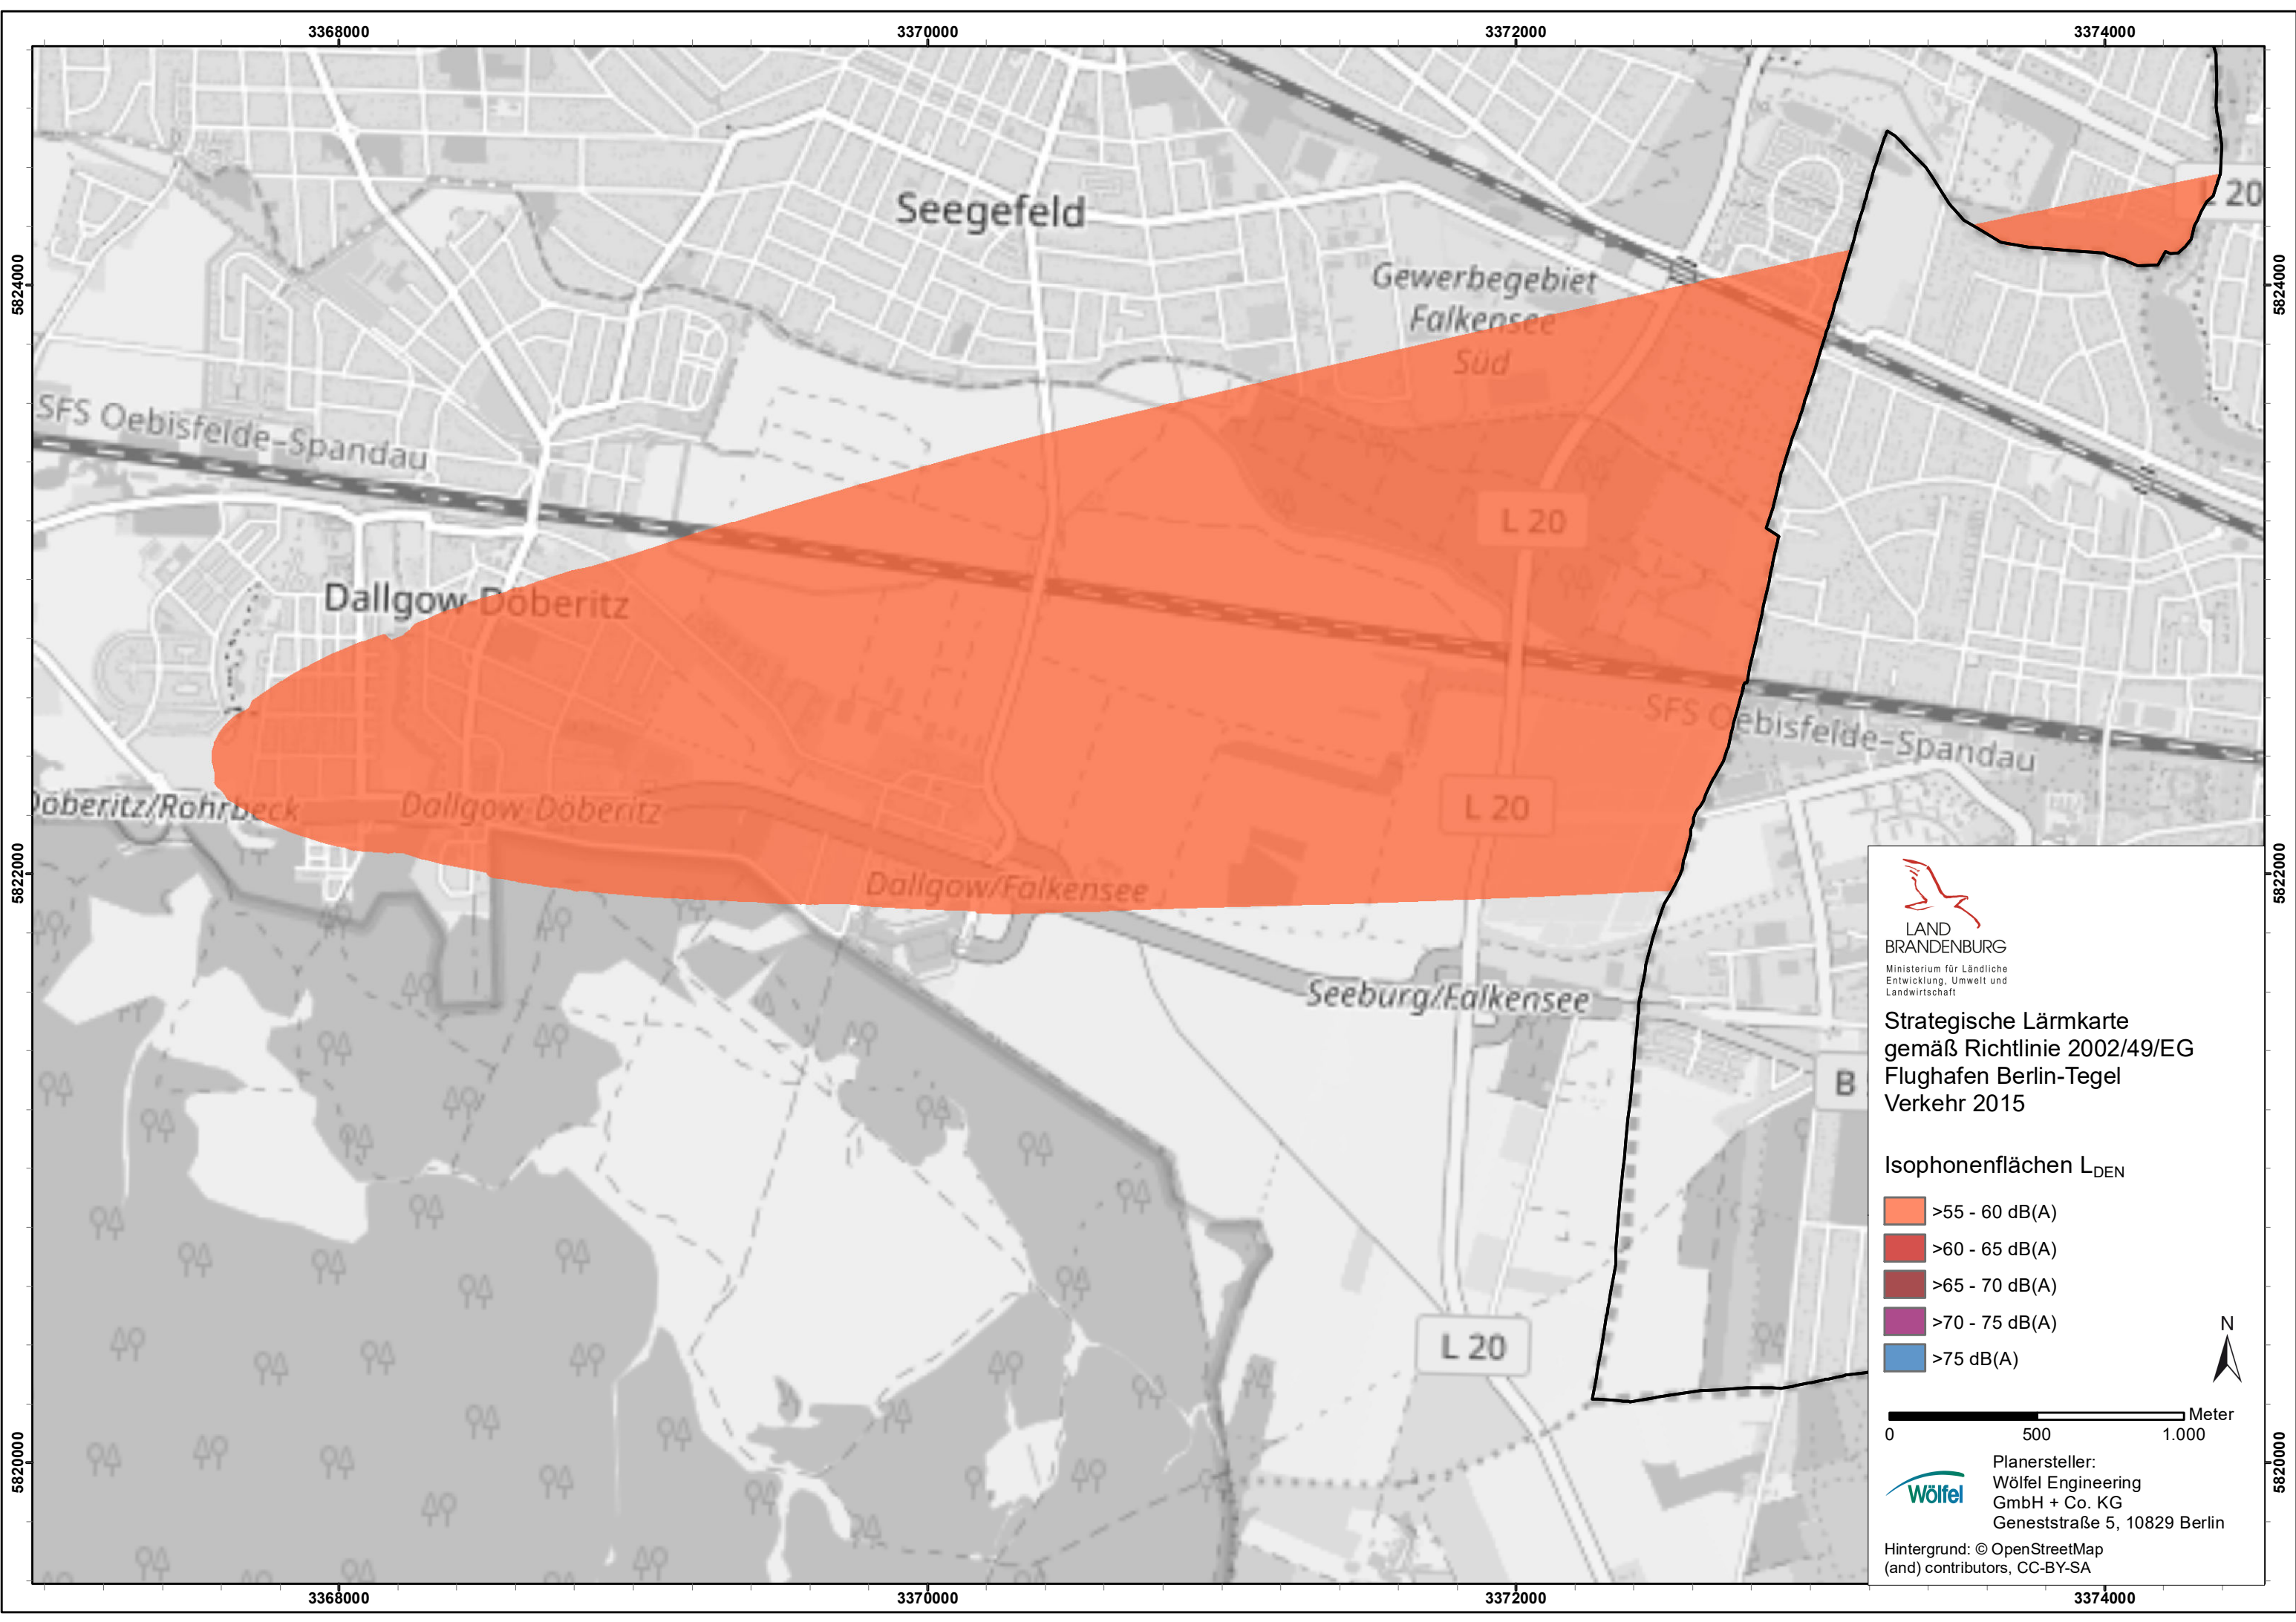 3368000
3370000
3372000
3374000
5824000
5824000
5822000
5822000
5820000
5820000
Seegefeld
Gewerbegebiet
Falkensee
Süd
L 20
SFS Oebisfelde-Spandau
Dallgow-Döberitz
L 20
SFS Oebisfelde-Spandau
L 20
Döberitz/Rohrbeck
Dallgow-Döberitz
Dallgow/Falkensee
Seeburg/Falkensee
B
L 20
LAND
BRANDENBURG
Ministerium für Ländliche
Entwicklung, Umwelt und
Landwirtschaft
Strategische Lärmkarte
gemäß Richtlinie 2002/49/EG
Flughafen Berlin-Tegel
Verkehr 2015
Isophonenflächen LDEN
>55 - 60 dB(A)
>60 - 65 dB(A)
>65 - 70 dB(A)
>70 - 75 dB(A)
>75 dB(A)
N
Meter
0 500 1.000
Planersteller:
Wölfel Engineering
GmbH + Co. KG
Geneststraße 5, 10829 Berlin
Wölfel
Hintergrund: © OpenStreetMap
(and) contributors, CC-BY-SA
3368000
3370000
3372000
3374000